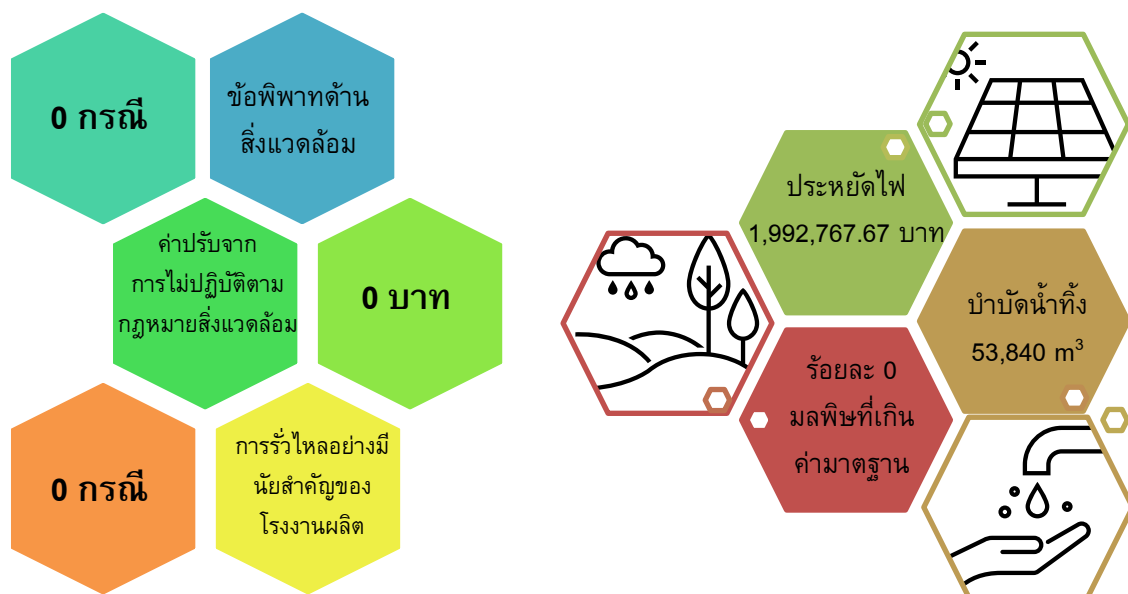 0 กรณี
ข้อพิพาทด้าน
สิ่งแวดล้อม
ค่าปรับจาก
การไม่ปฏิบัติตาม
กฎหมายสิ่งแวดล้อม
0 บาท
0 กรณี
การรั่วไหลอย่างมี
นัยสำคัญของ
โรงงานผลิต
ประหยัดไฟ
1,992,767.67 บาท
บำบัดน้ำทิ้ง
53,840 m³
ร้อยละ 0
มลพิษที่เกิน
ค่ามาตฐาน